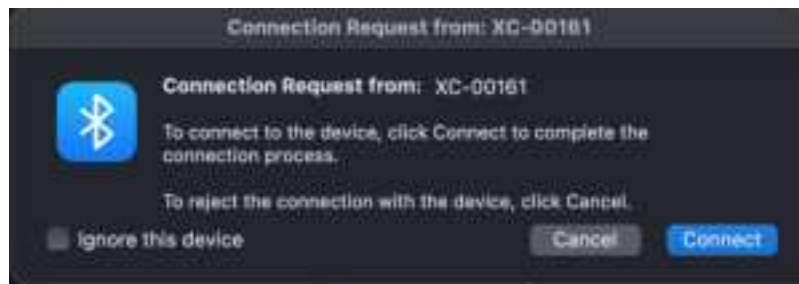 Connection Request from: XC-00161
Connection Request from: XC-00161
To connect to the device, click Connect to complete the
connection process.
To reject the connection with the device, click Cancel.
Ignore this device
Cancel
Connect